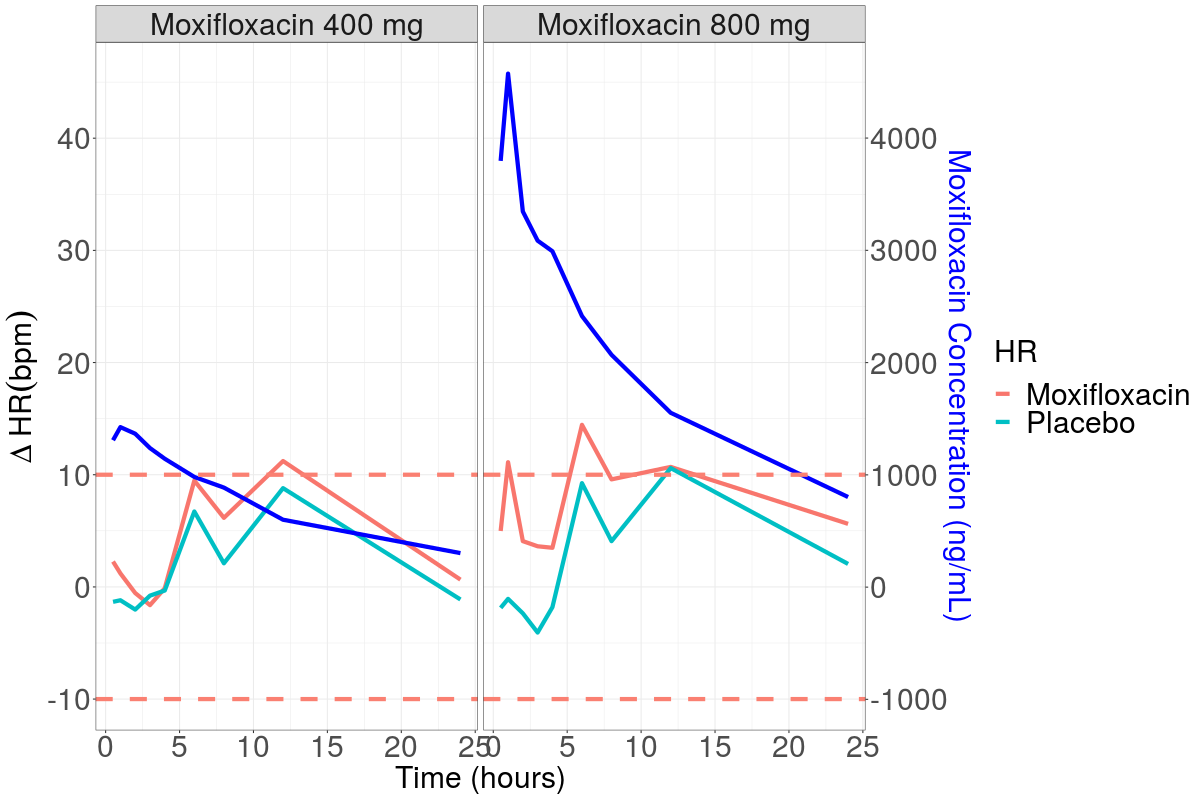 Moxifloxacin 400 mg
Moxifloxacin 800 mg
40
30
20
10
0
-10
Δ HR(bpm)
4000
3000
2000
1000
0
-1000
Moxifloxacin Concentration (ng/mL)
0 5 10 15 20 25
0 5 10 15 20 25
Time (hours)
HR
Moxifloxacin
Placebo